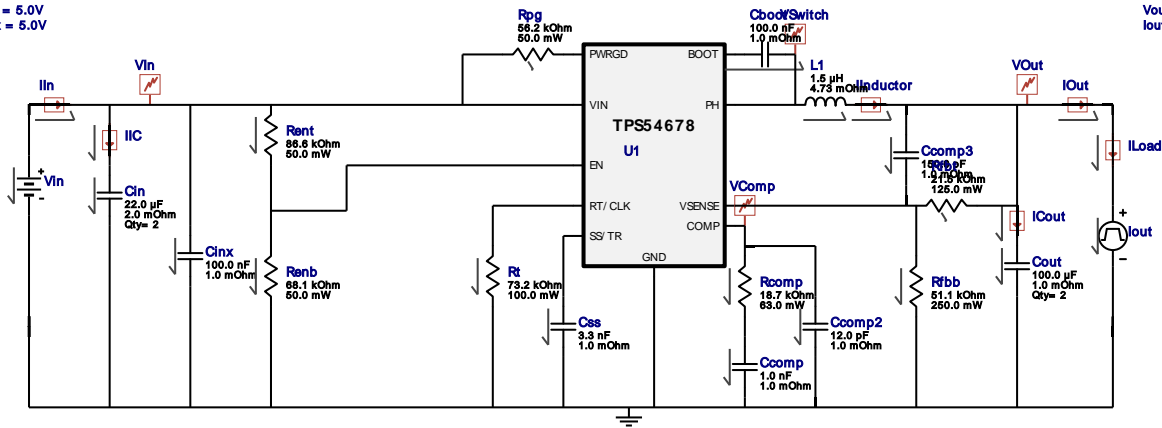 = 5.0V
= 5.0V
Vou
Iout
Rpg
56.2 kOhm
50.0 mW
Cboot
VSwitch
100.0 nF
1.0 mOhm
PWRGD
BOOT
VIn
IIn
L1
1.5 µH
4.73 mOhm
IInductor
VOut
IOut
VIN
PH
TPS54678
U1
IIC
Rent
86.6 kOhm
50.0 mW
Ccomp3
1.0 mOhm
21.5 kOhm
125.0 mW
ILoad
EN
Vin
+
-
Cin
22.0 µF
2.0 mOhm
Qty= 2
VComp
RT/ CLK
VSENSE
COMP
SS/ TR
GND
ICout
+
Iout
−
Cinx
100.0 nF
1.0 mOhm
Renb
68.1 kOhm
50.0 mW
Rt
73.2 kOhm
100.0 mW
Rcomp
18.7 kOhm
63.0 mW
Rfbb
51.1 kOhm
250.0 mW
Cout
100.0 µF
1.0 mOhm
Qty= 2
Css
3.3 nF
1.0 mOhm
Ccomp2
12.0 pF
1.0 mOhm
Ccomp
1.0 nF
1.0 mOhm